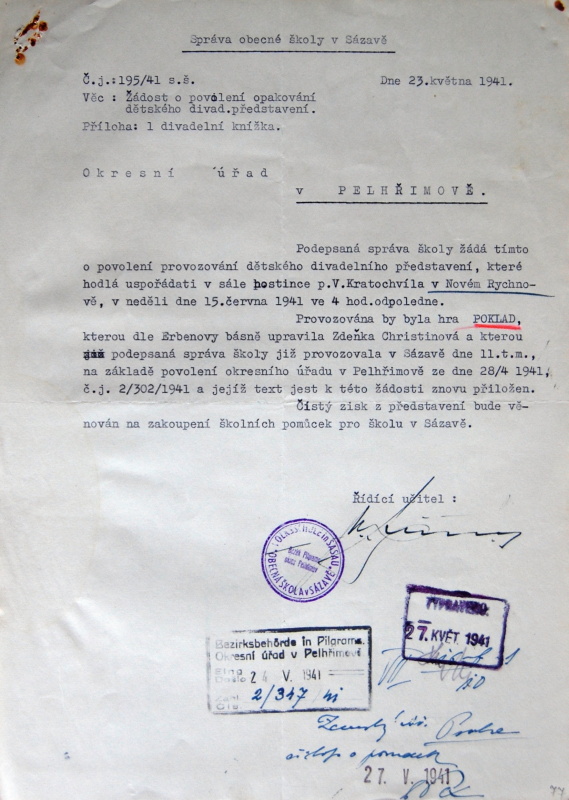 Správa obecné školy v Sázavě
Č.j.:195/41 s.š.
Dne 23.května 1941.
Věc : Žádost o povolení opakování
dětského divad.představení.
Příloha: 1 divadelní knížka.
Okresní úřad
v PELHŘIMOVĚ.
Podepsaná správa školy žádá tímto
o povolení provozování dětského divadelního představení, které
hodlá uspořádati v sále hostince p.V.Kratochvíla v Novém Rychno-
vě, v neděli dne 15.června 1941 ve 4 hod.odpoledne.
Provozována by byla hra POKLAD,
kterou dle Erbenovy básně upravila Zdeňka Christinová a kterou
podepsaná správa školy již provozovala v Sázavě dne 11.t.m.,
na základě povolení okresního úřadu v Pelhřimově ze dne 28/4 1941,
č.j. 2/302/1941 a jejíž text jest k této žádosti znovu přiložen.
Čistý zisk z představení bude vě-
nován na zakoupení školních pomůcek pro školu v Sázavě.
Řídící učitel :
OBECNÁ ŠKOLA V SÁZAVĚ
VYPRAVENO:
27. KVĚT. 1941
Bezirksbehörde in Pilgrams.
Okresní úřad v Pelhřimově
Došlo 24 V. 1941
2/347
Zemský
27 V. 1941
77